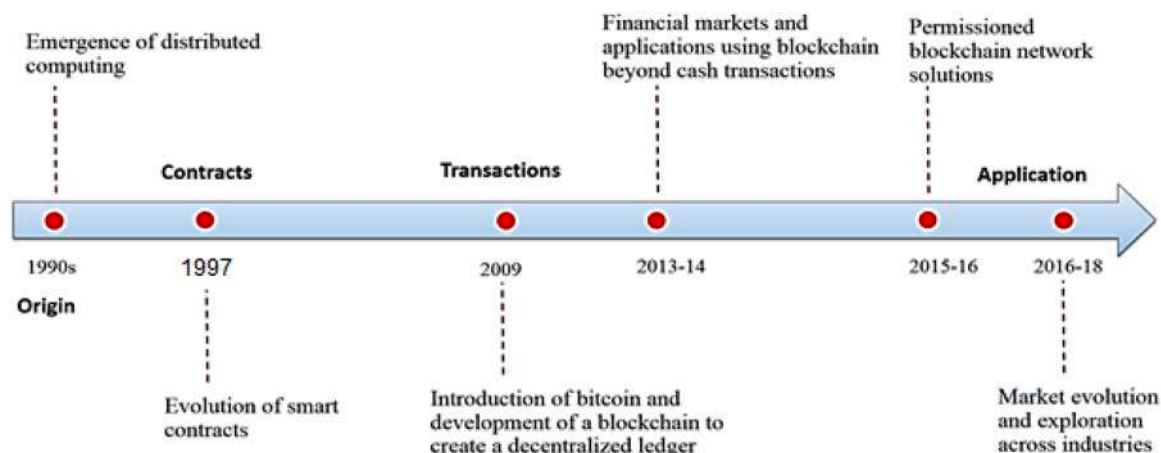 Emergence of distributed
computing
Financial markets and
applications using blockchain
beyond cash transactions
Permissioned
blockchain network
solutions
Contracts
Transactions
Application
1990s
1997
2009
2013-14
2015-16
2016-18
Origin
Evolution of smart
contracts
Introduction of bitcoin and
development of a blockchain to
create a decentralized ledger
Market evolution
and exploration
across industries